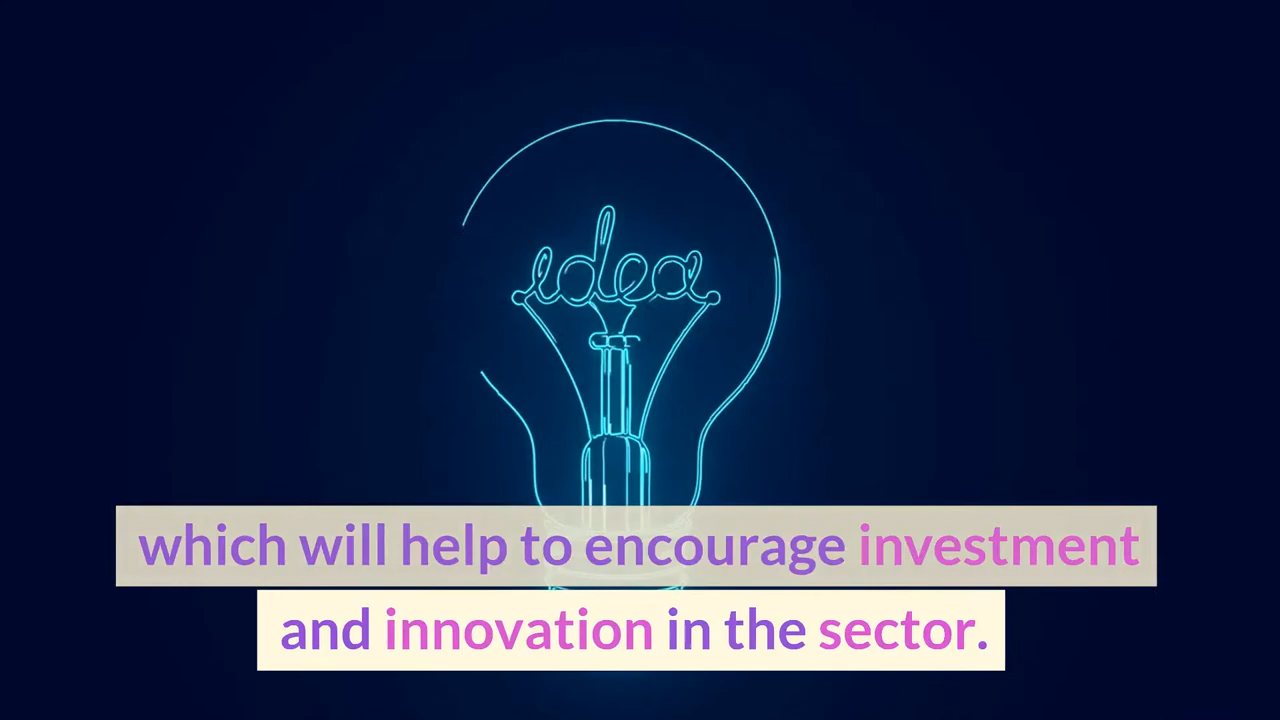 idea
which will help to encourage investment
and innovation in the sector.